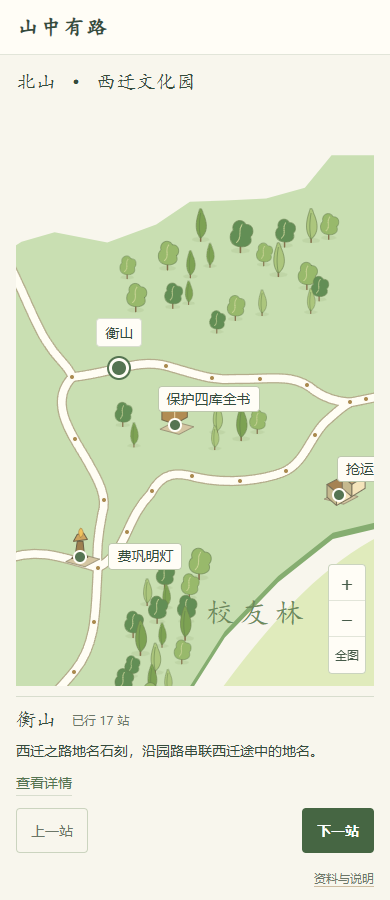 山中有路
北山 • 西迁文化园
衡山
保护四库全书
抢运
费巩明灯
校友林
+
−
全图
衡山 已行 17 站
西迁之路地名石刻，沿园路串联西迁途中的地名。
查看详情
上一站
下一站
资料与说明